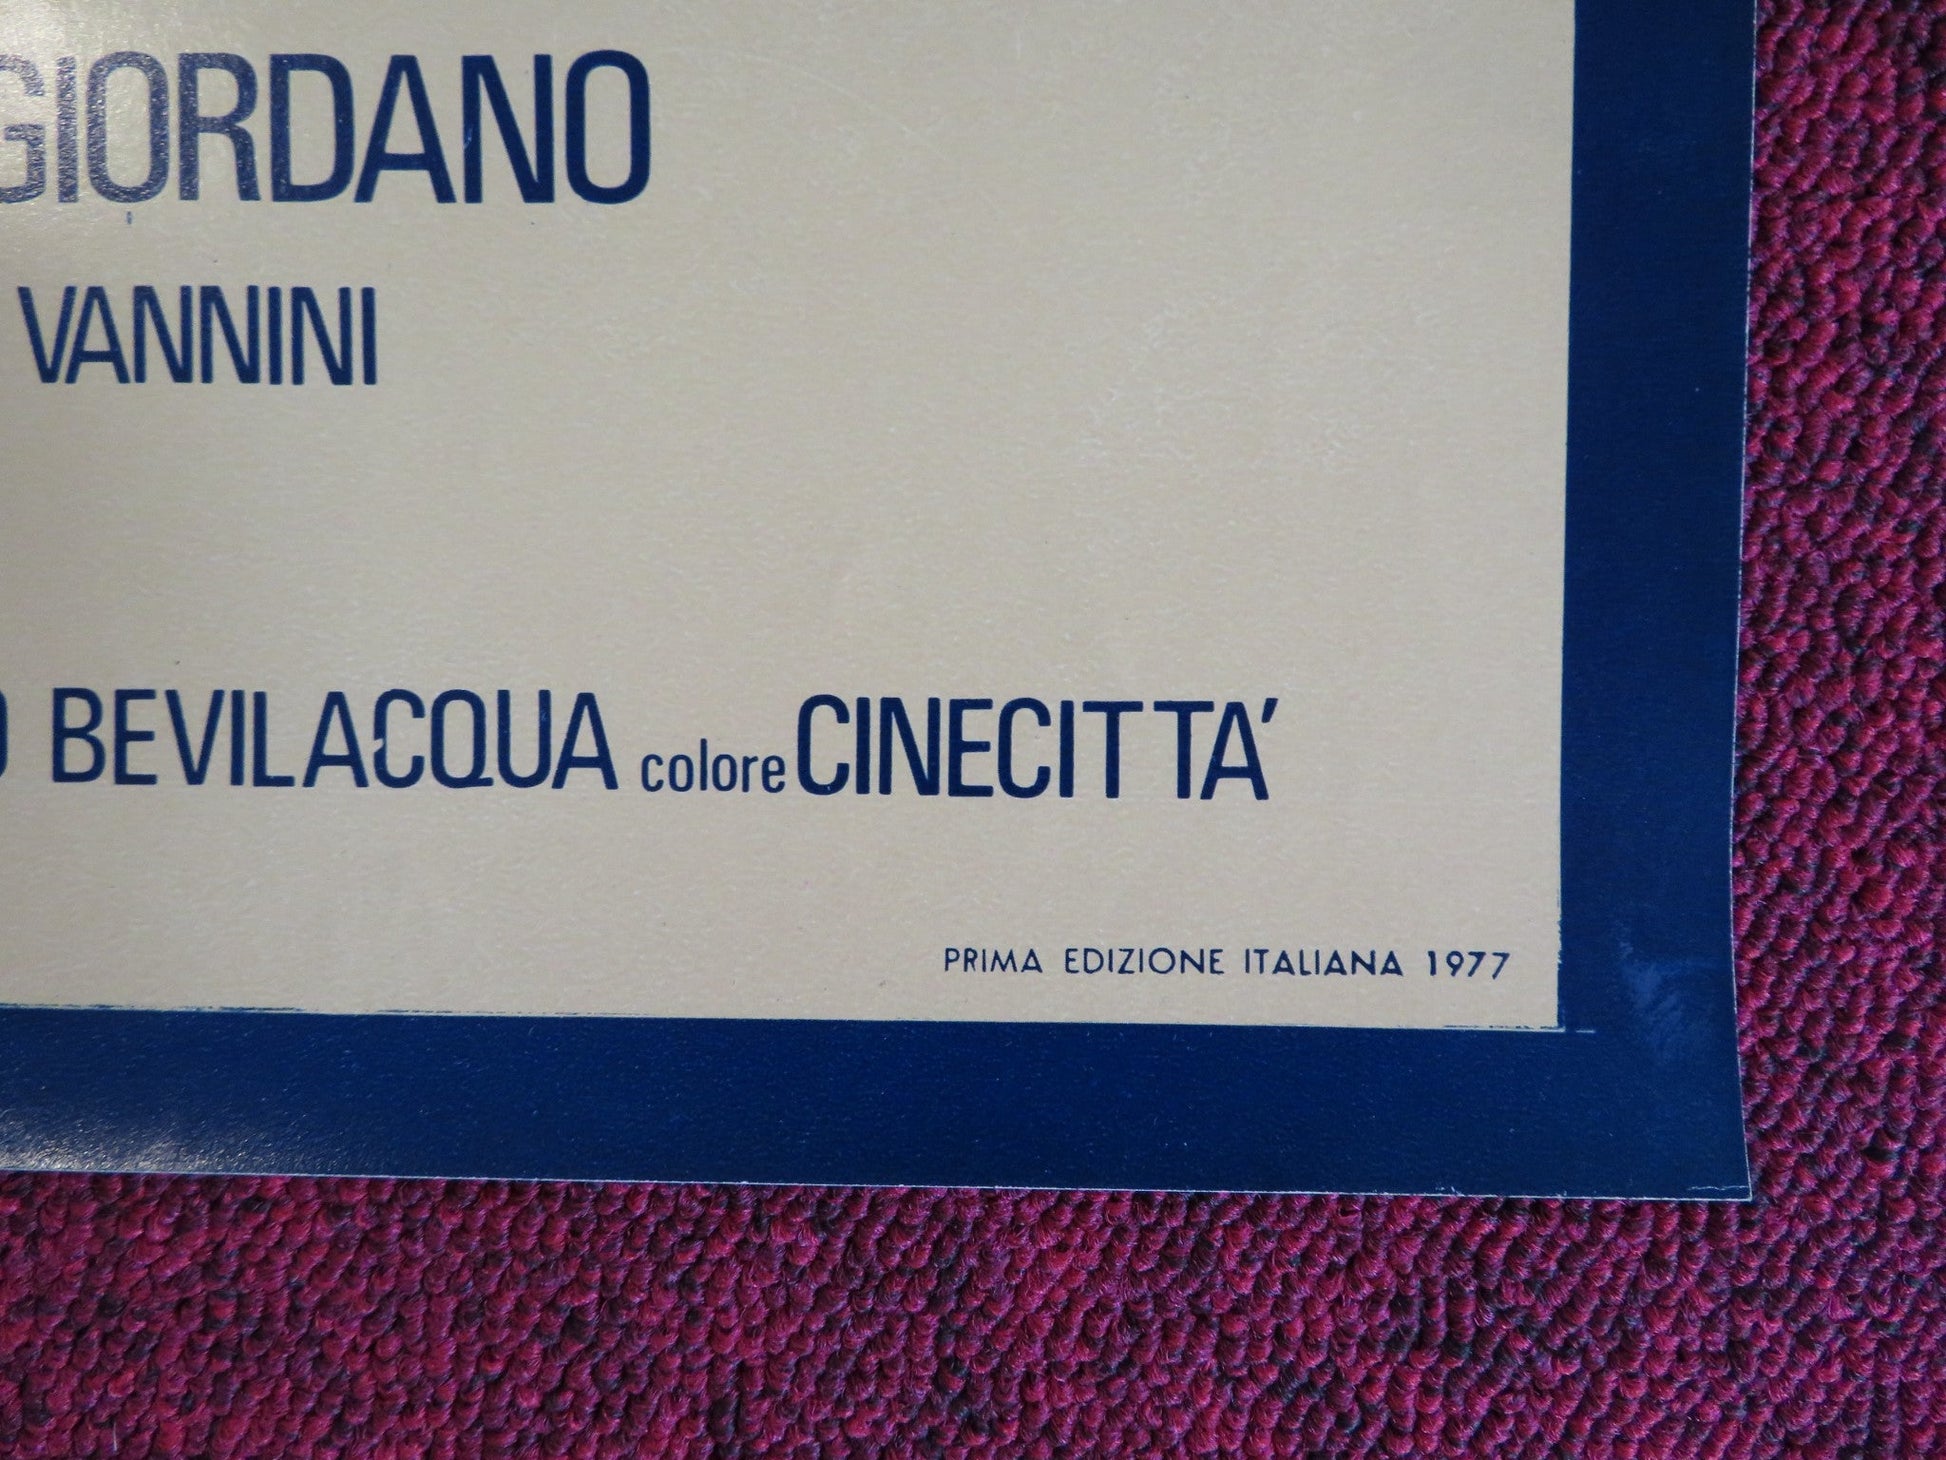 GIORDANO
VANNINI
O BEVILACQUA colore CINECITTA'
PRIMA EDIZIONE ITALIANA 1977